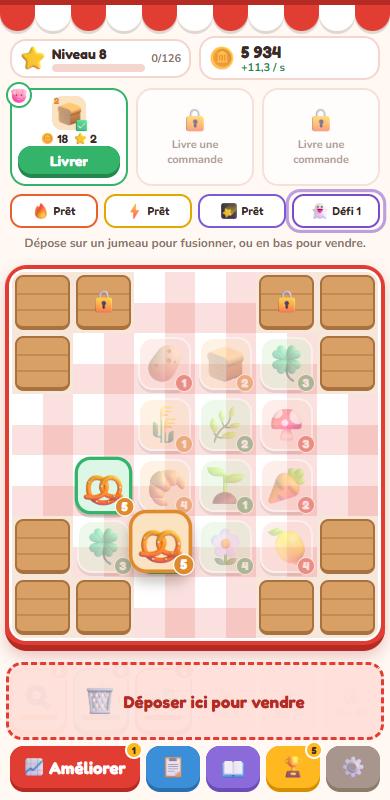 Niveau 8
0/126
5 934
+11,3 / s
2
18
2
Livrer
Livre une
commande
Livre une
commande
Prêt
Prêt
Prêt
Défi 1
Dépose sur un jumeau pour fusionner, ou en bas pour vendre.
1
2
3
1
2
3
5
4
1
2
3
5
4
4
Déposer ici pour vendre
Améliorer
1
5